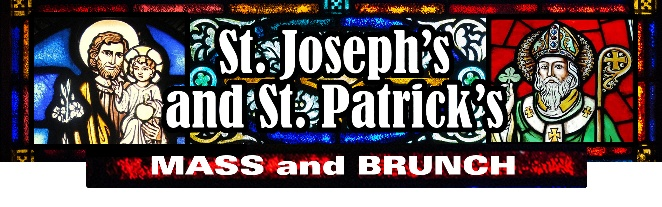 St. Joseph's
and St. Patrick's
MASS and BRUNCH